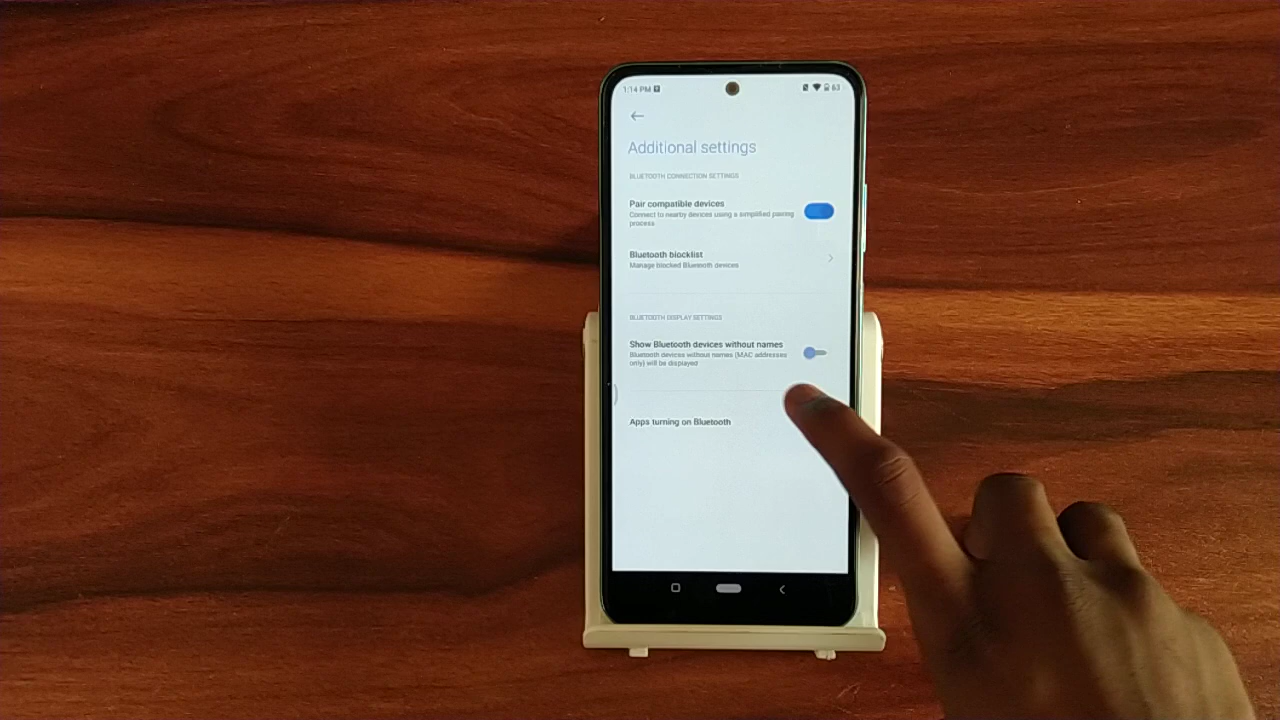 1:14 PM
63
Additional settings
BLUETOOTH CONNECTION SETTINGS
Pair compatible devices
Connect to nearby devices using a simplified pairing
process
Bluetooth blocklist
Manage blocked Bluetooth devices
BLUETOOTH DISPLAY SETTINGS
Show Bluetooth devices without names
Bluetooth devices without names (MAC addresses
only) will be displayed
Apps turning on Bluetooth